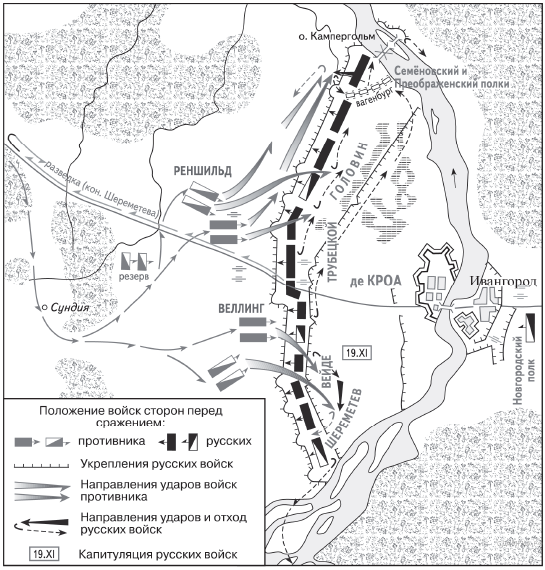 о. Кампергольм
Семёновский и
Преображенский полки
вагенбург
разведка (кон. Шереметева)
РЕНШИЛЬД
ГОЛОВИН
ТРУБЕЦКОЙ
де КРОА
Ивангород
резерв
Сундия
ВЕЛЛИНГ
19.XI
ВЕЙДЕ
ШЕРЕМЕТЕВ
Новгородский
полк
Положение войск сторон перед
сражением:
противника
русских
Укрепления русских войск
Направления ударов войск
противника
Направления ударов и отход
русских войск
19.XI
Капитуляция русских войск